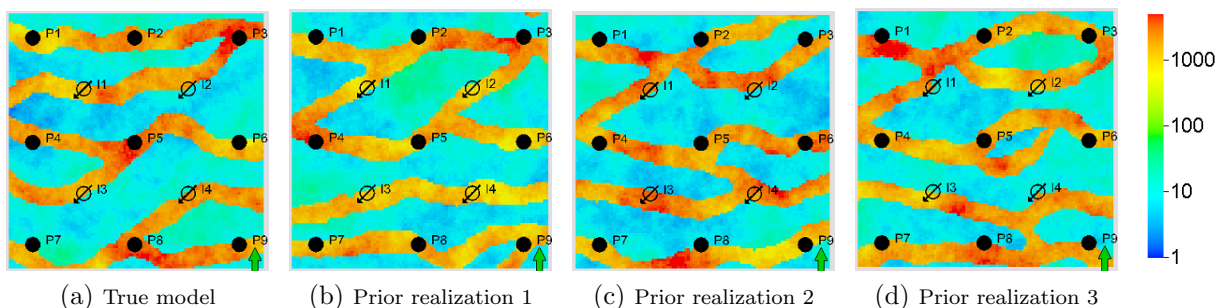 P1 P2 P3
I1 I2
P4 P5 P6
I3 I4
P7 P8 P9
(a) True model
P1 P2 P3
I1 I2
P4 P5 P6
I3 I4
P7 P8 P9
(b) Prior realization 1
P1 P2 P3
I1 I2
P4 P5 P6
I3 I4
P7 P8 P9
(c) Prior realization 2
P1 P2 P3
I1 I2
P4 P5 P6
I3 I4
P7 P8 P9
(d) Prior realization 3
1000
100
10
1